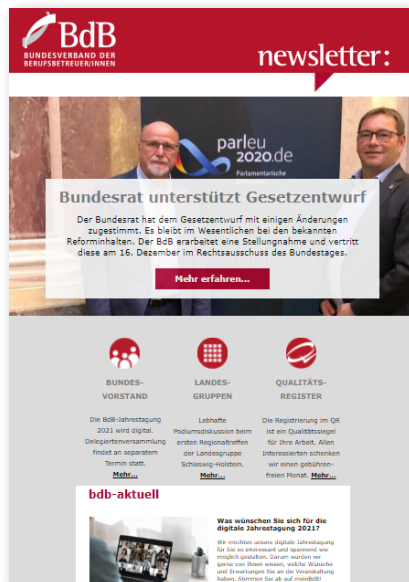 BdB
BUNDESVERBAND DER
BERUFSBETREUER/INNEN
newsletter:
parleu
2020.de
Parlamentarische
Bundesrat unterstützt Gesetzentwurf
Der Bundesrat hat dem Gesetzentwurf mit einigen Änderungen
zugestimmt. Es bleibt im Wesentlichen bei den bekannten
Reforminhalten. Der BdB erarbeitet eine Stellungnahme und vertritt
diese am 16. Dezember im Rechtsausschuss des Bundestages.
Mehr erfahren...
BUNDES-
VORSTAND
Die BdB-Jahrestagung
2021 wird digital.
Delegiertenversammlung
findet an separatem
Termin statt.
Mehr...
LANDES-
GRUPPEN
Lebhafte
Podiumsdiskussion beim
ersten Regionaltreffen
der Landesgruppe
Schleswig-Holstein.
Mehr...
QUALITÄTS-
REGISTER
Die Registrierung im QR
ist ein Qualitätssiegel
für Ihre Arbeit. Allen
Interessierten schenken
wir einen gebühren-
freien Monat. Mehr...
bdb-aktuell
Was wünschen Sie sich für die
digitale Jahrestagung 2021?
Wir möchten unsere digitale Jahrestagung
für Sie so interessant und spannend wie
möglich gestalten. Darum würden wir
gerne von Ihnen wissen, welche Wünsche
und Erwartungen Sie an die Veranstaltung
haben. Stimmen Sie ab auf meinBdB!